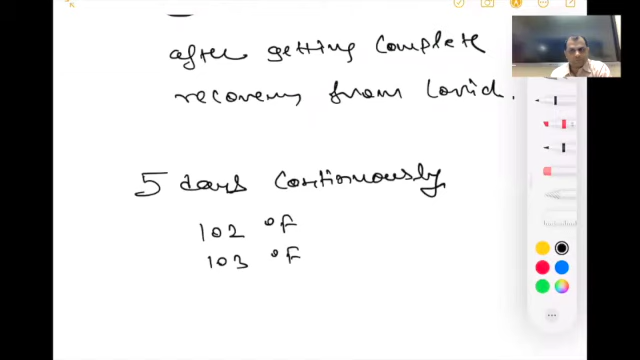 after getting complete
recovery from Covid.
5 days continuously
102 °F
103 °F